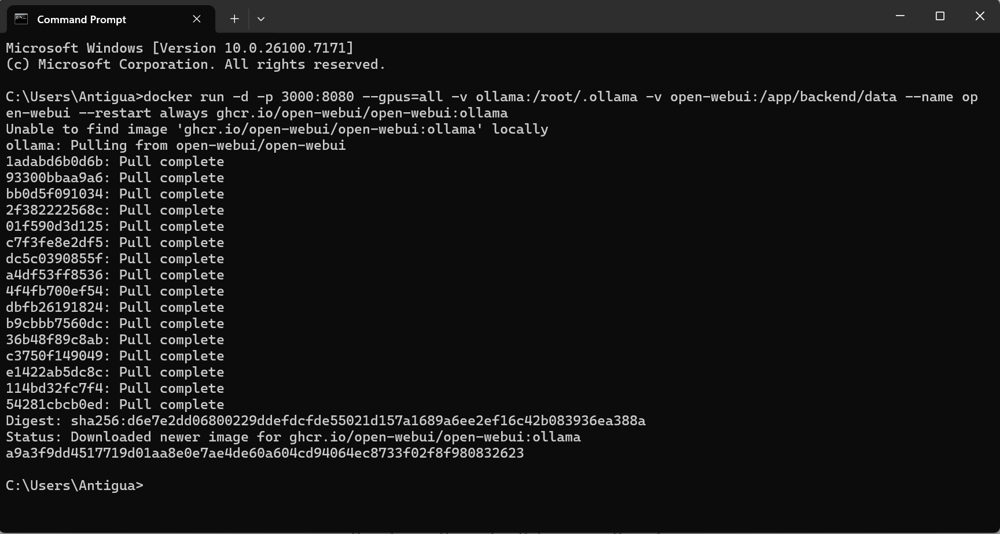 Command Prompt
Microsoft Windows [Version 10.0.26100.7171]
(c) Microsoft Corporation. All rights reserved.
C:\Users\Antigua>docker run -d -p 3000:8080 --gpus=all -v ollama:/root/.ollama -v open-webui:/app/backend/data --name op
en-webui --restart always ghcr.io/open-webui/open-webui:ollama
Unable to find image 'ghcr.io/open-webui/open-webui:ollama' locally
ollama: Pulling from open-webui/open-webui
1adabd6b0d6b: Pull complete
93300bbaa9a6: Pull complete
bb0d5f091034: Pull complete
2f382222568c: Pull complete
01f590d3d125: Pull complete
c7f3fe8e2df5: Pull complete
dc5c0390855f: Pull complete
a4df53ff8536: Pull complete
4f4fb700ef54: Pull complete
dbfb26191824: Pull complete
b9cbbb7560dc: Pull complete
36b48f89c8ab: Pull complete
c3750f149049: Pull complete
e1422ab5dc8c: Pull complete
114bd32fc7f4: Pull complete
54281cbcb0ed: Pull complete
Digest: sha256:d6e7e2dd06800229ddefdcfde55021d157a1689a6ee2ef16c42b083936ea388a
Status: Downloaded newer image for ghcr.io/open-webui/open-webui:ollama
a9a3f9dd4517719d01aa8e0e7ae4de60a604cd94064ec8733f02f8f980832623
C:\Users\Antigua>